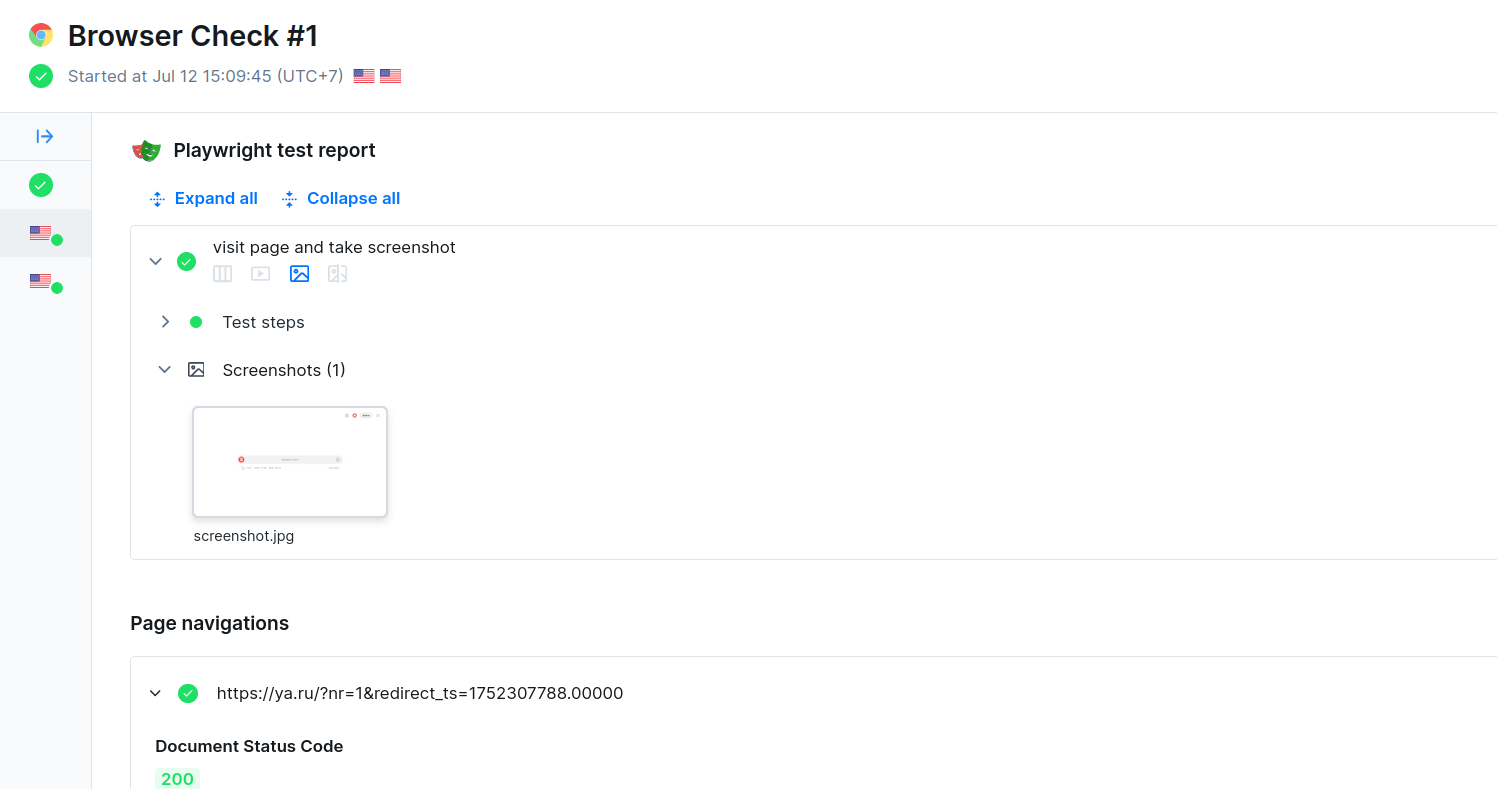 Browser Check #1
Started at Jul 12 15:09:45 (UTC+7)
Playwright test report
Expand all
Collapse all
visit page and take screenshot
Test steps
Screenshots (1)
screenshot.jpg
Page navigations
https://ya.ru/?nr=1&redirect_ts=1752307788.00000
Document Status Code
200